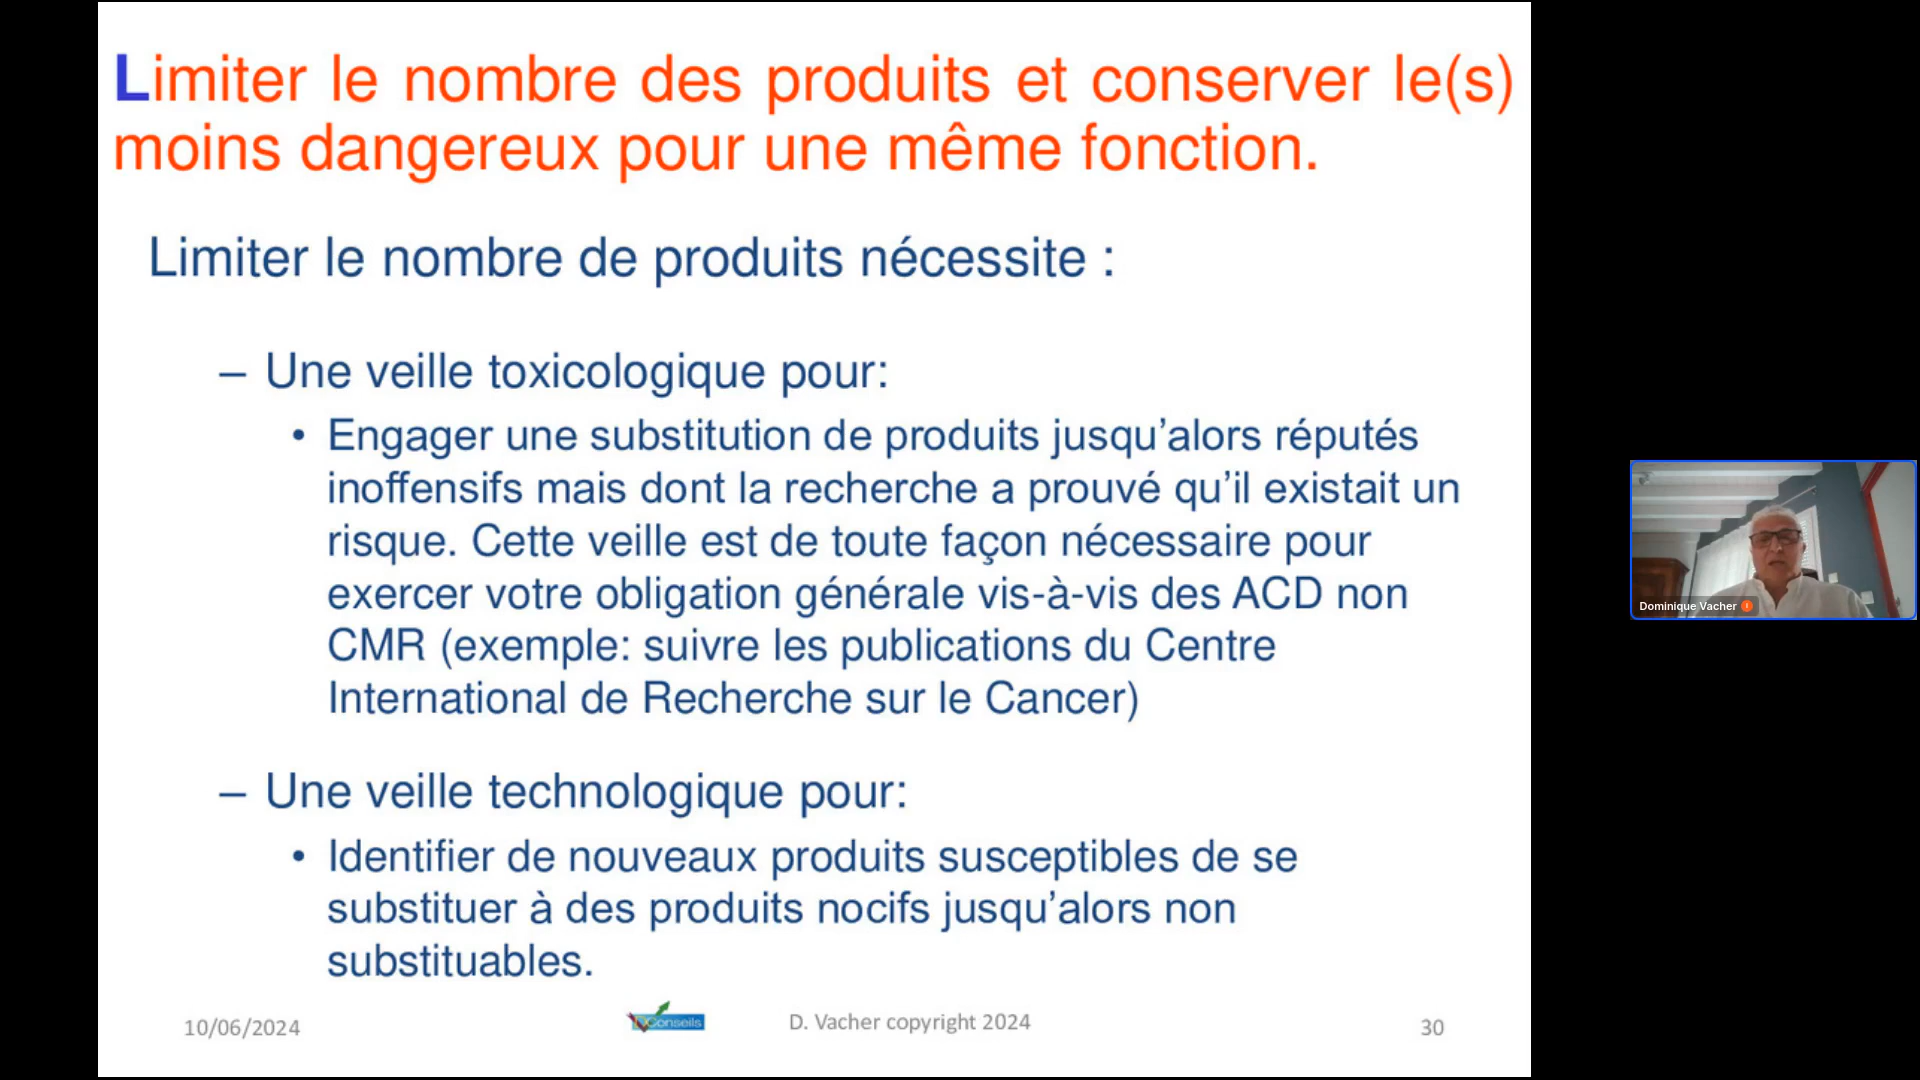 Limiter le nombre des produits et conserver le(s)
moins dangereux pour une même fonction.
Limiter le nombre de produits nécessite :
– Une veille toxicologique pour:
• Engager une substitution de produits jusqu’alors réputés
inoffensifs mais dont la recherche a prouvé qu’il existait un
risque. Cette veille est de toute façon nécessaire pour
exercer votre obligation générale vis-à-vis des ACD non
CMR (exemple: suivre les publications du Centre
International de Recherche sur le Cancer)
– Une veille technologique pour:
• Identifier de nouveaux produits susceptibles de se
substituer à des produits nocifs jusqu’alors non
substituables.
10/06/2024
Conseils
D. Vacher copyright 2024
30
Dominique Vacher